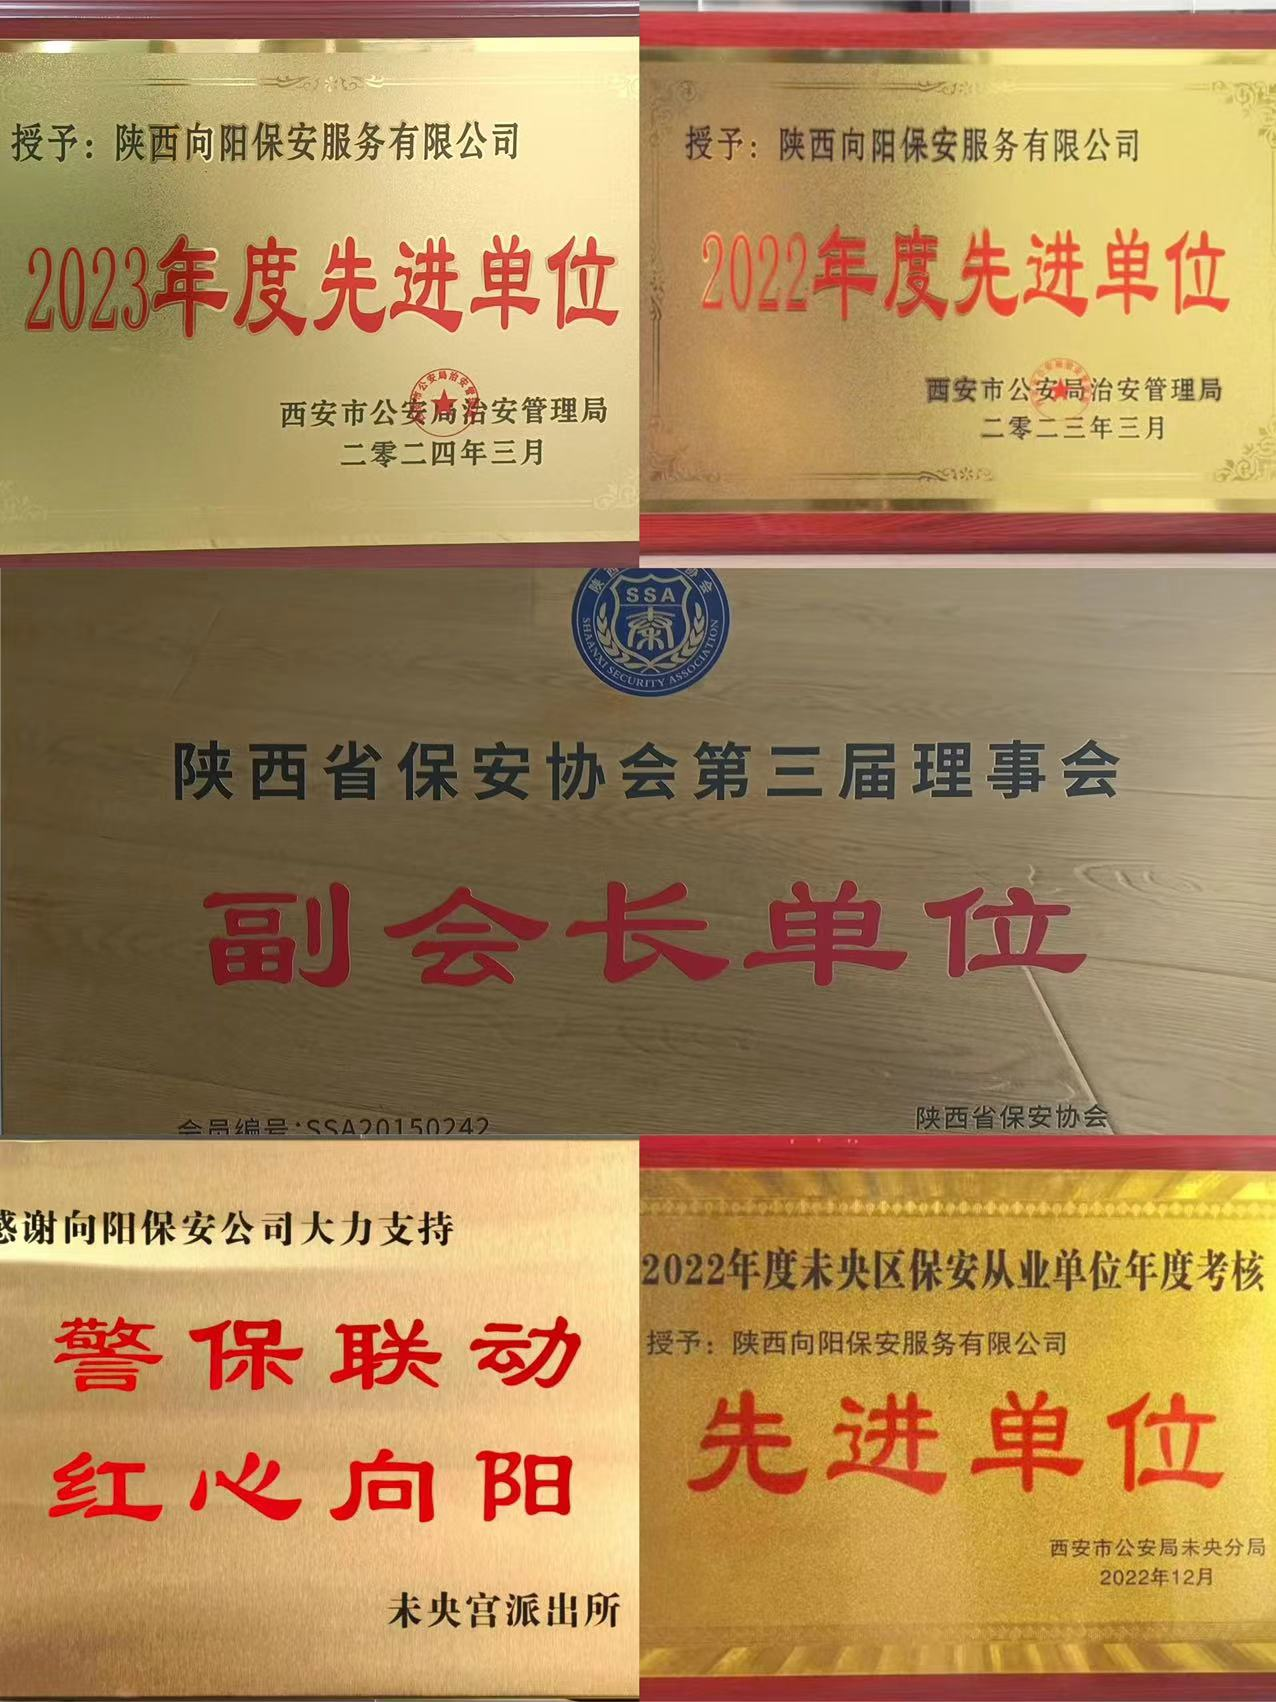 授予：陕西向阳保安服务有限公司
2023年度先进单位
西安市公安局治安管理局
二零二四年三月
授予：陕西向阳保安服务有限公司
2022年度先进单位
西安市公安局治安管理局
二零二三年三月
SSA
秦
SHAANXI SECURITY ASSOCIATION
陕西省保安协会第三届理事会
副会长单位
会员编号:SSA20150242
陕西省保安协会
感谢向阳保安公司大力支持
警保联动
红心向阳
未央宫派出所
2022年度未央区保安从业单位年度考核
授予：陕西向阳保安服务有限公司
先进单位
西安市公安局未央分局
2022年12月